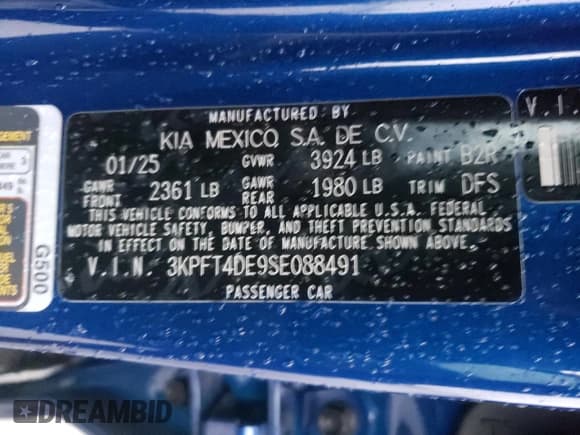 MANUFACTURED BY
KIA MEXICO, S.A. DE C.V.
01/25 GVWR 3924 LB PAINT B2R
GAWR FRONT 2361 LB GAWR REAR 1980 LB TRIM DFS
THIS VEHICLE CONFORMS TO ALL APPLICABLE U.S.A. FEDERAL
MOTOR VEHICLE SAFETY, BUMPER, AND THEFT PREVENTION STANDARDS
IN EFFECT ON THE DATE OF MANUFACTURE SHOWN ABOVE.
V.I.N. 3KPFT4DE9SE088491
PASSENGER CAR
G500
V.I
DREAMBID